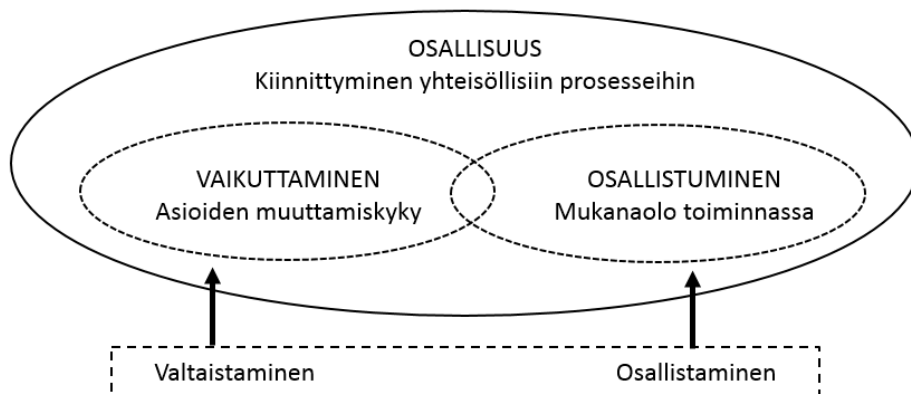 OSALLISUUS
Kiinnittyminen yhteisöllisiin prosesseihin
VAIKUTTAMINEN
Asioiden muuttamiskyky
OSALLISTUMINEN
Mukanaolo toiminnassa
Valtaistaminen
Osallistaminen